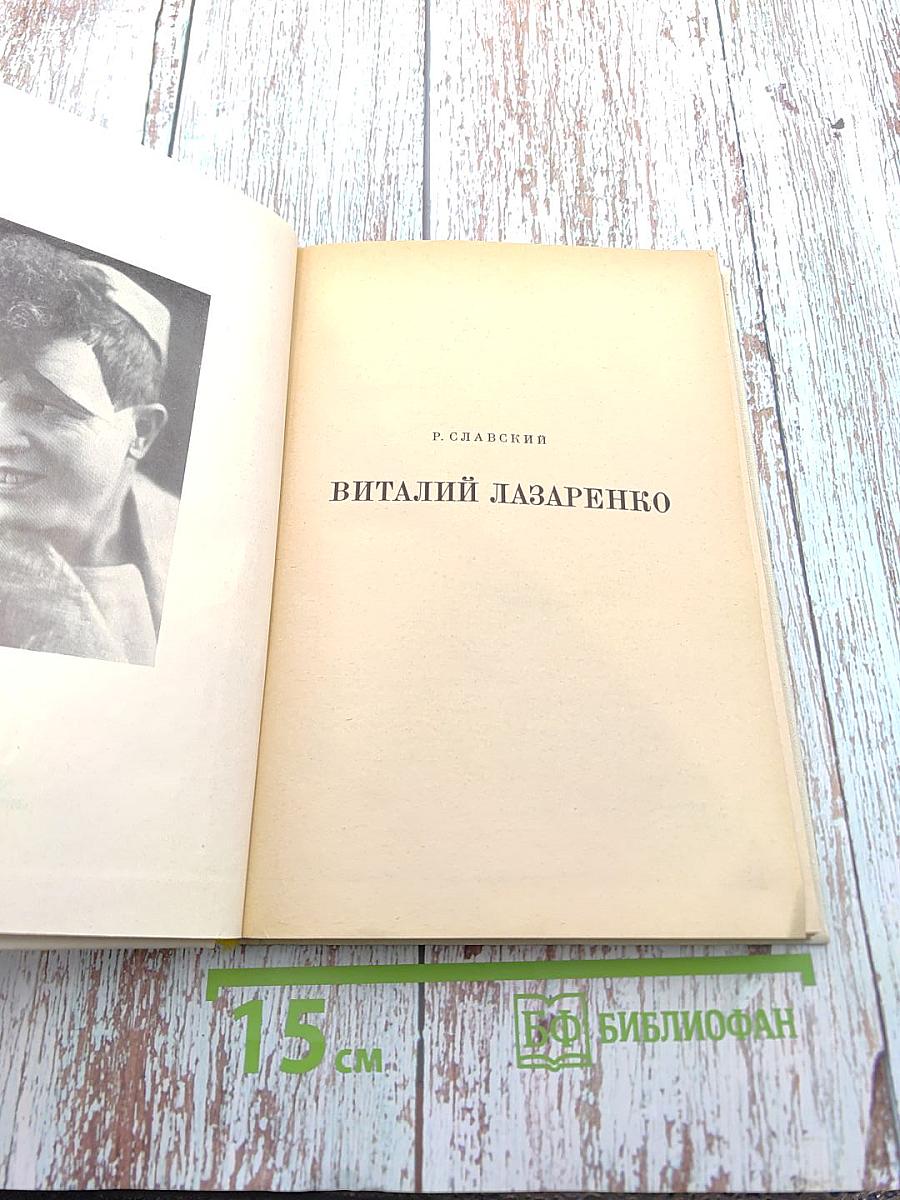 Р. СЛАВСКИЙ
ВИТАЛИЙ ЛАЗАРЕНКО
15 см
БФ БИБЛИОФАН